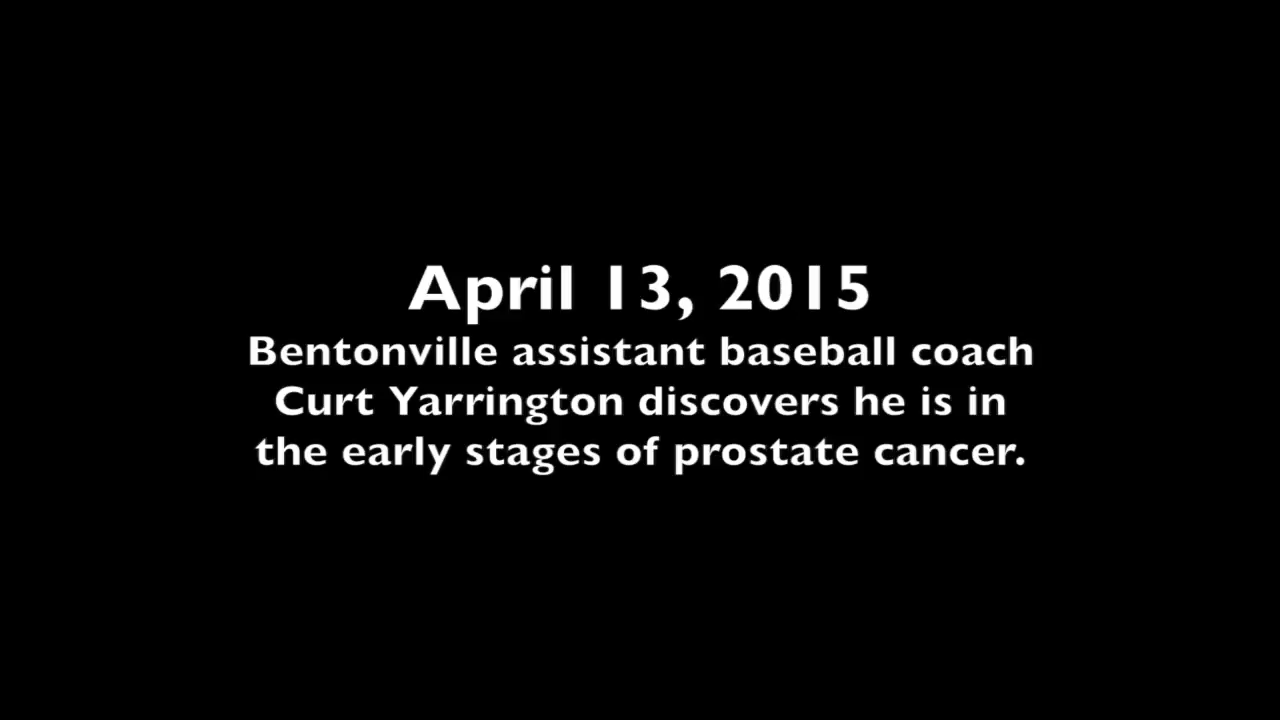 April 13, 2015
Bentonville assistant baseball coach
Curt Yarrington discovers he is in
the early stages of prostate cancer.